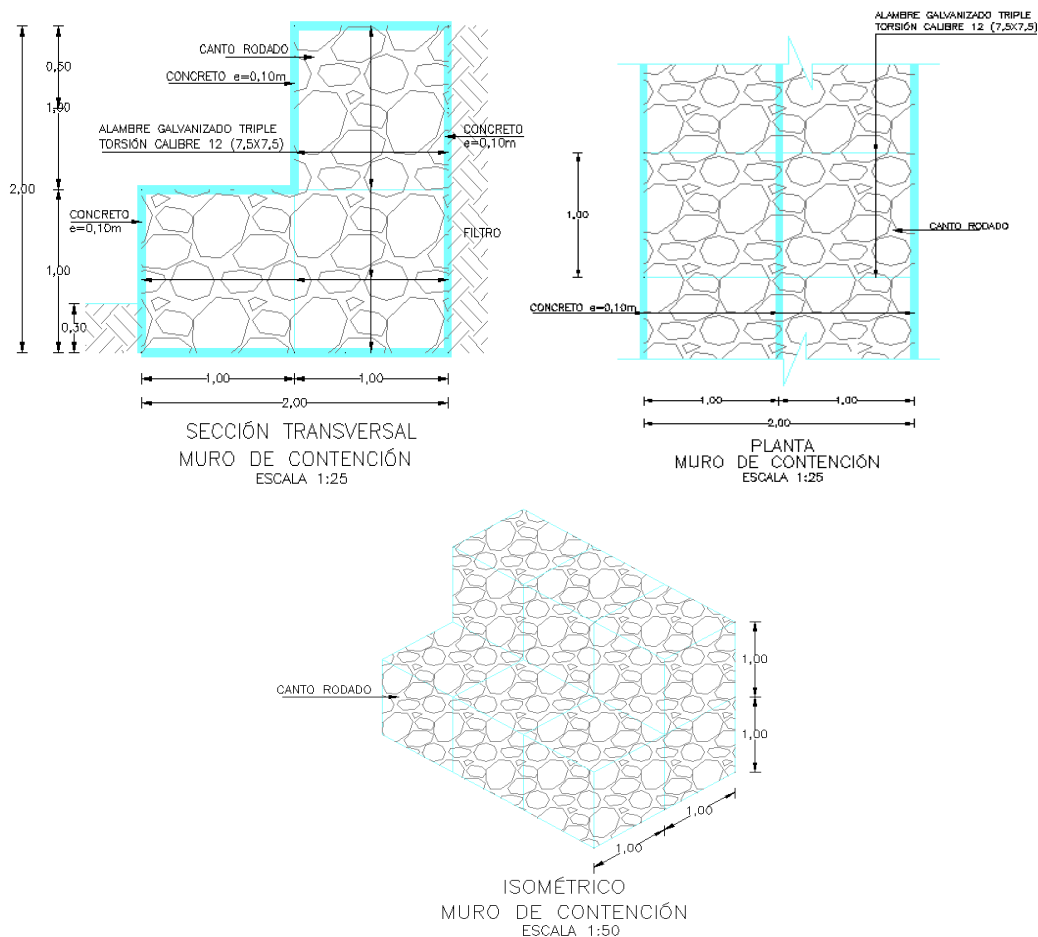 CANTO RODADO
CONCRETO e=0,10m
ALAMBRE GALVANIZADO TRIPLE
TORSIÓN CALIBRE 12 (7,5X7,5)
CONCRETO
e=0,10m
CONCRETO
e=0,10m
FILTRO
0,50
1,00
2,00
1,00
0,30
1,00
1,00
2,00
SECCIÓN TRANSVERSAL
MURO DE CONTENCIÓN
ESCALA 1:25
ALAMBRE GALVANIZADO TRIPLE
TORSIÓN CALIBRE 12 (7,5X7,5)
1,00
CANTO RODADO
CONCRETO e=0,10m
1,00
1,00
2,00
PLANTA
MURO DE CONTENCIÓN
ESCALA 1:25
CANTO RODADO
1,00
1,00
1,00
1,00
ISOMÉTRICO
MURO DE CONTENCIÓN
ESCALA 1:50